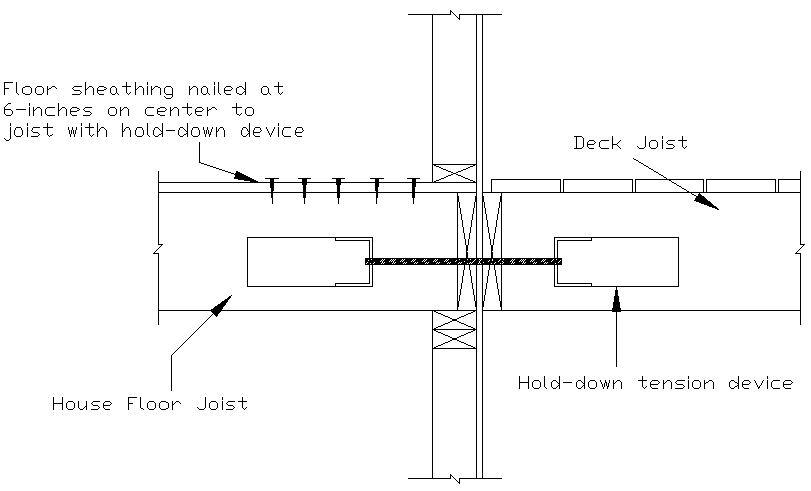 Floor sheathing nailed at
6-inches on center to
joist with hold-down device
Deck Joist
House Floor Joist
Hold-down tension device